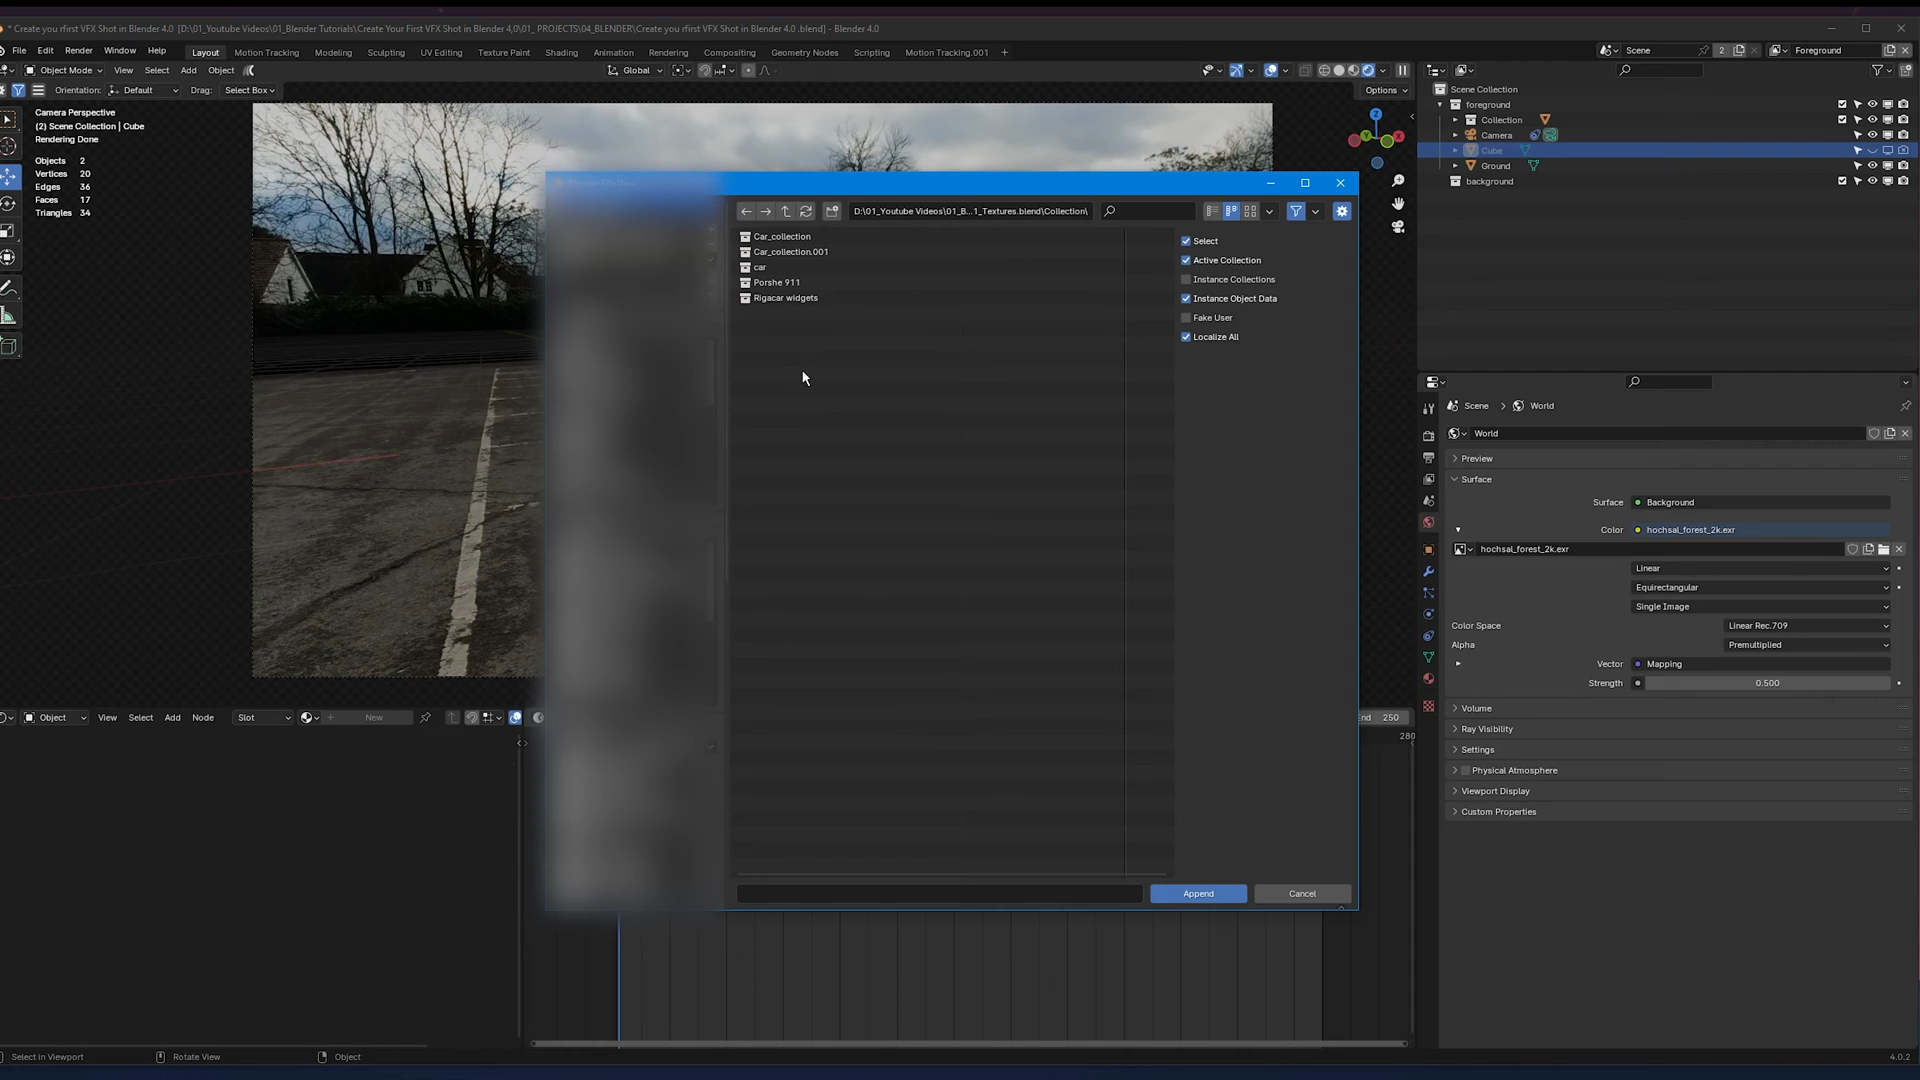 * Create you rfirst VFX Shot in Blender 4.0 [D:\01_Youtube Videos\01_Blender Tutorials\Create Your First VFX Shot in Blender 4,0\01_ PROJECTS\04_BLENDER\Create you rfirst VFX Shot in Blender 4.0 .blend] - Blender 4.0
File Edit Render Window Help Layout Motion Tracking Modeling Sculpting UV Editing Texture Paint Shading Animation Rendering Compositing Geometry Nodes Scripting Motion Tracking.001 + Scene 2 Foreground
Object Mode View Select Add Object Global
Orientation: Default Drag: Select Box Options
Camera Perspective
(2) Scene Collection | Cube
Rendering Done
Objects 2
Vertices 20
Edges 36
Faces 17
Triangles 34
Z
Y
X
Scene Collection
foreground
Collection
Camera
Cube
Ground
background
D:\01_Youtube Videos\01_B...1_Textures.blend\Collection\
Car_collection
Car_collection.001
car
Porshe 911
Rigacar widgets
Select
Active Collection
Instance Collections
Instance Object Data
Fake User
Localize All
Append Cancel
Scene > World
World
Preview
Surface
Surface Background
Color hochsal_forest_2k.exr
hochsal_forest_2k.exr
Linear
Equirectangular
Single Image
Color Space Linear Rec.709
Alpha Premultiplied
Vector Mapping
Strength 0.500
Volume
Ray Visibility
Settings
Physical Atmosphere
Viewport Display
Custom Properties
Object View Select Add Node Slot New End 250
280
Select in Viewport Rotate View Object 4.0.2